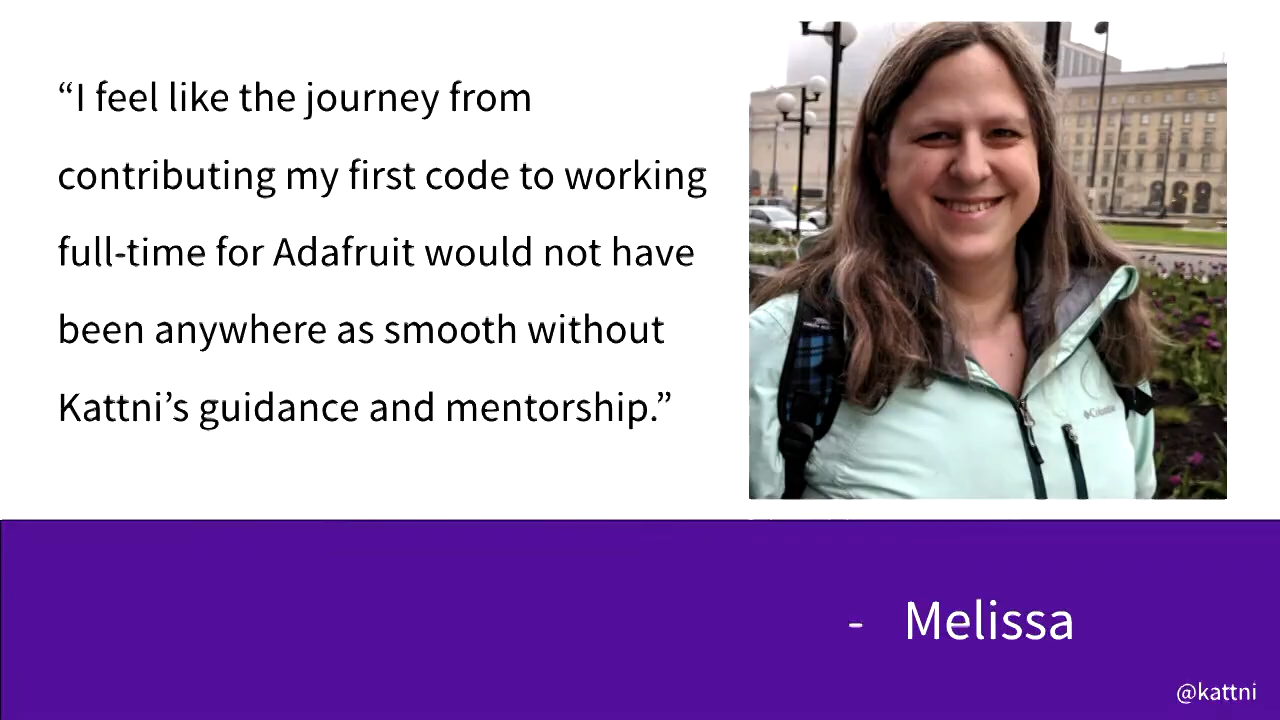 “I feel like the journey from
contributing my first code to working
full-time for Adafruit would not have
been anywhere as smooth without
Kattni’s guidance and mentorship.”
Columbia
- Melissa
@kattni